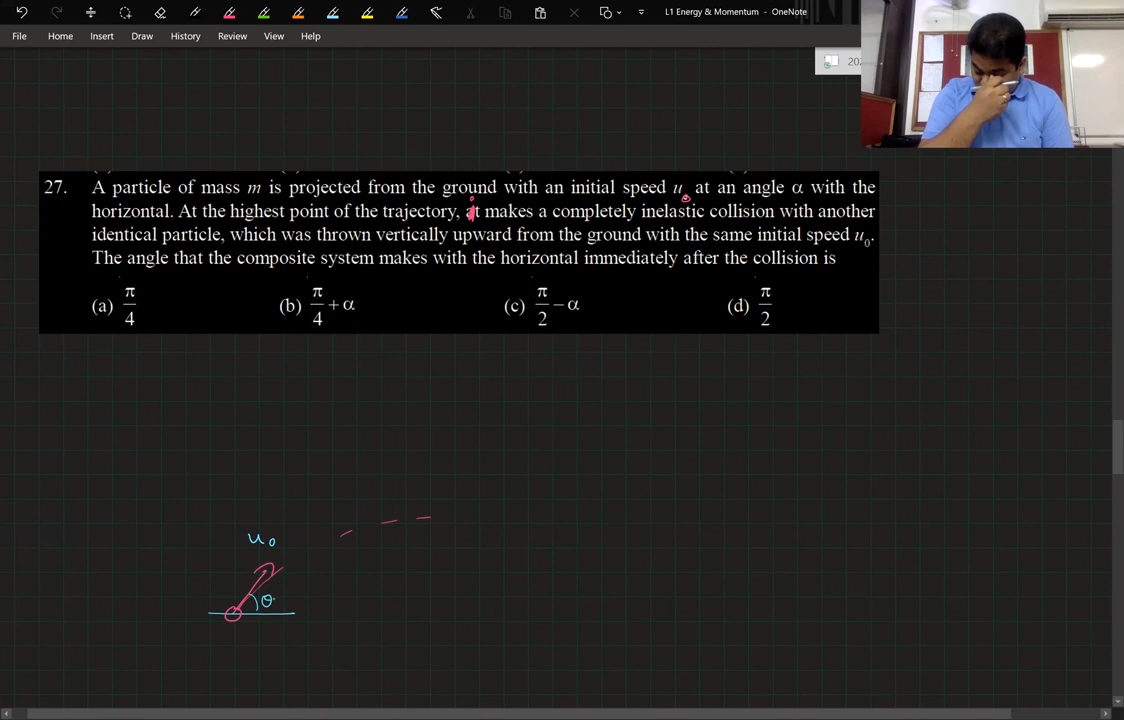 L1 Energy & Momentum - OneNote
File Home Insert Draw History Review View Help
27. A particle of mass m is projected from the ground with an initial speed u₀ at an angle α with the
horizontal. At the highest point of the trajectory, it makes a completely inelastic collision with another
identical particle, which was thrown vertically upward from the ground with the same initial speed u₀.
The angle that the composite system makes with the horizontal immediately after the collision is
(a) π/4 (b) π/4 + α (c) π/2 − α (d) π/2
u₀
θ